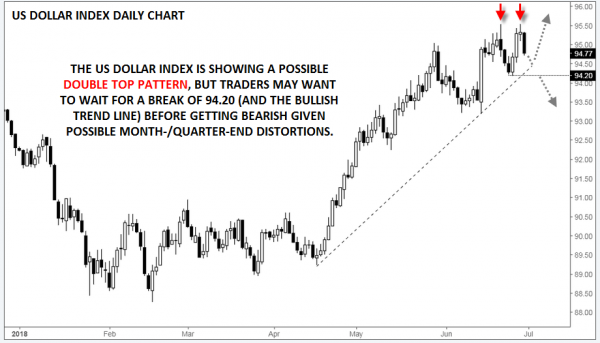 US DOLLAR INDEX DAILY CHART
THE US DOLLAR INDEX IS SHOWING A POSSIBLE
DOUBLE TOP PATTERN, BUT TRADERS MAY WANT
TO WAIT FOR A BREAK OF 94.20 (AND THE BULLISH
TREND LINE) BEFORE GETTING BEARISH GIVEN
POSSIBLE MONTH-/QUARTER-END DISTORTIONS.
96.00
95.50
95.00
94.77
94.20
93.50
93.00
92.50
92.00
91.50
91.00
90.50
90.00
89.50
89.00
88.50
88.00
2018 Feb Mar Apr May Jun Jul